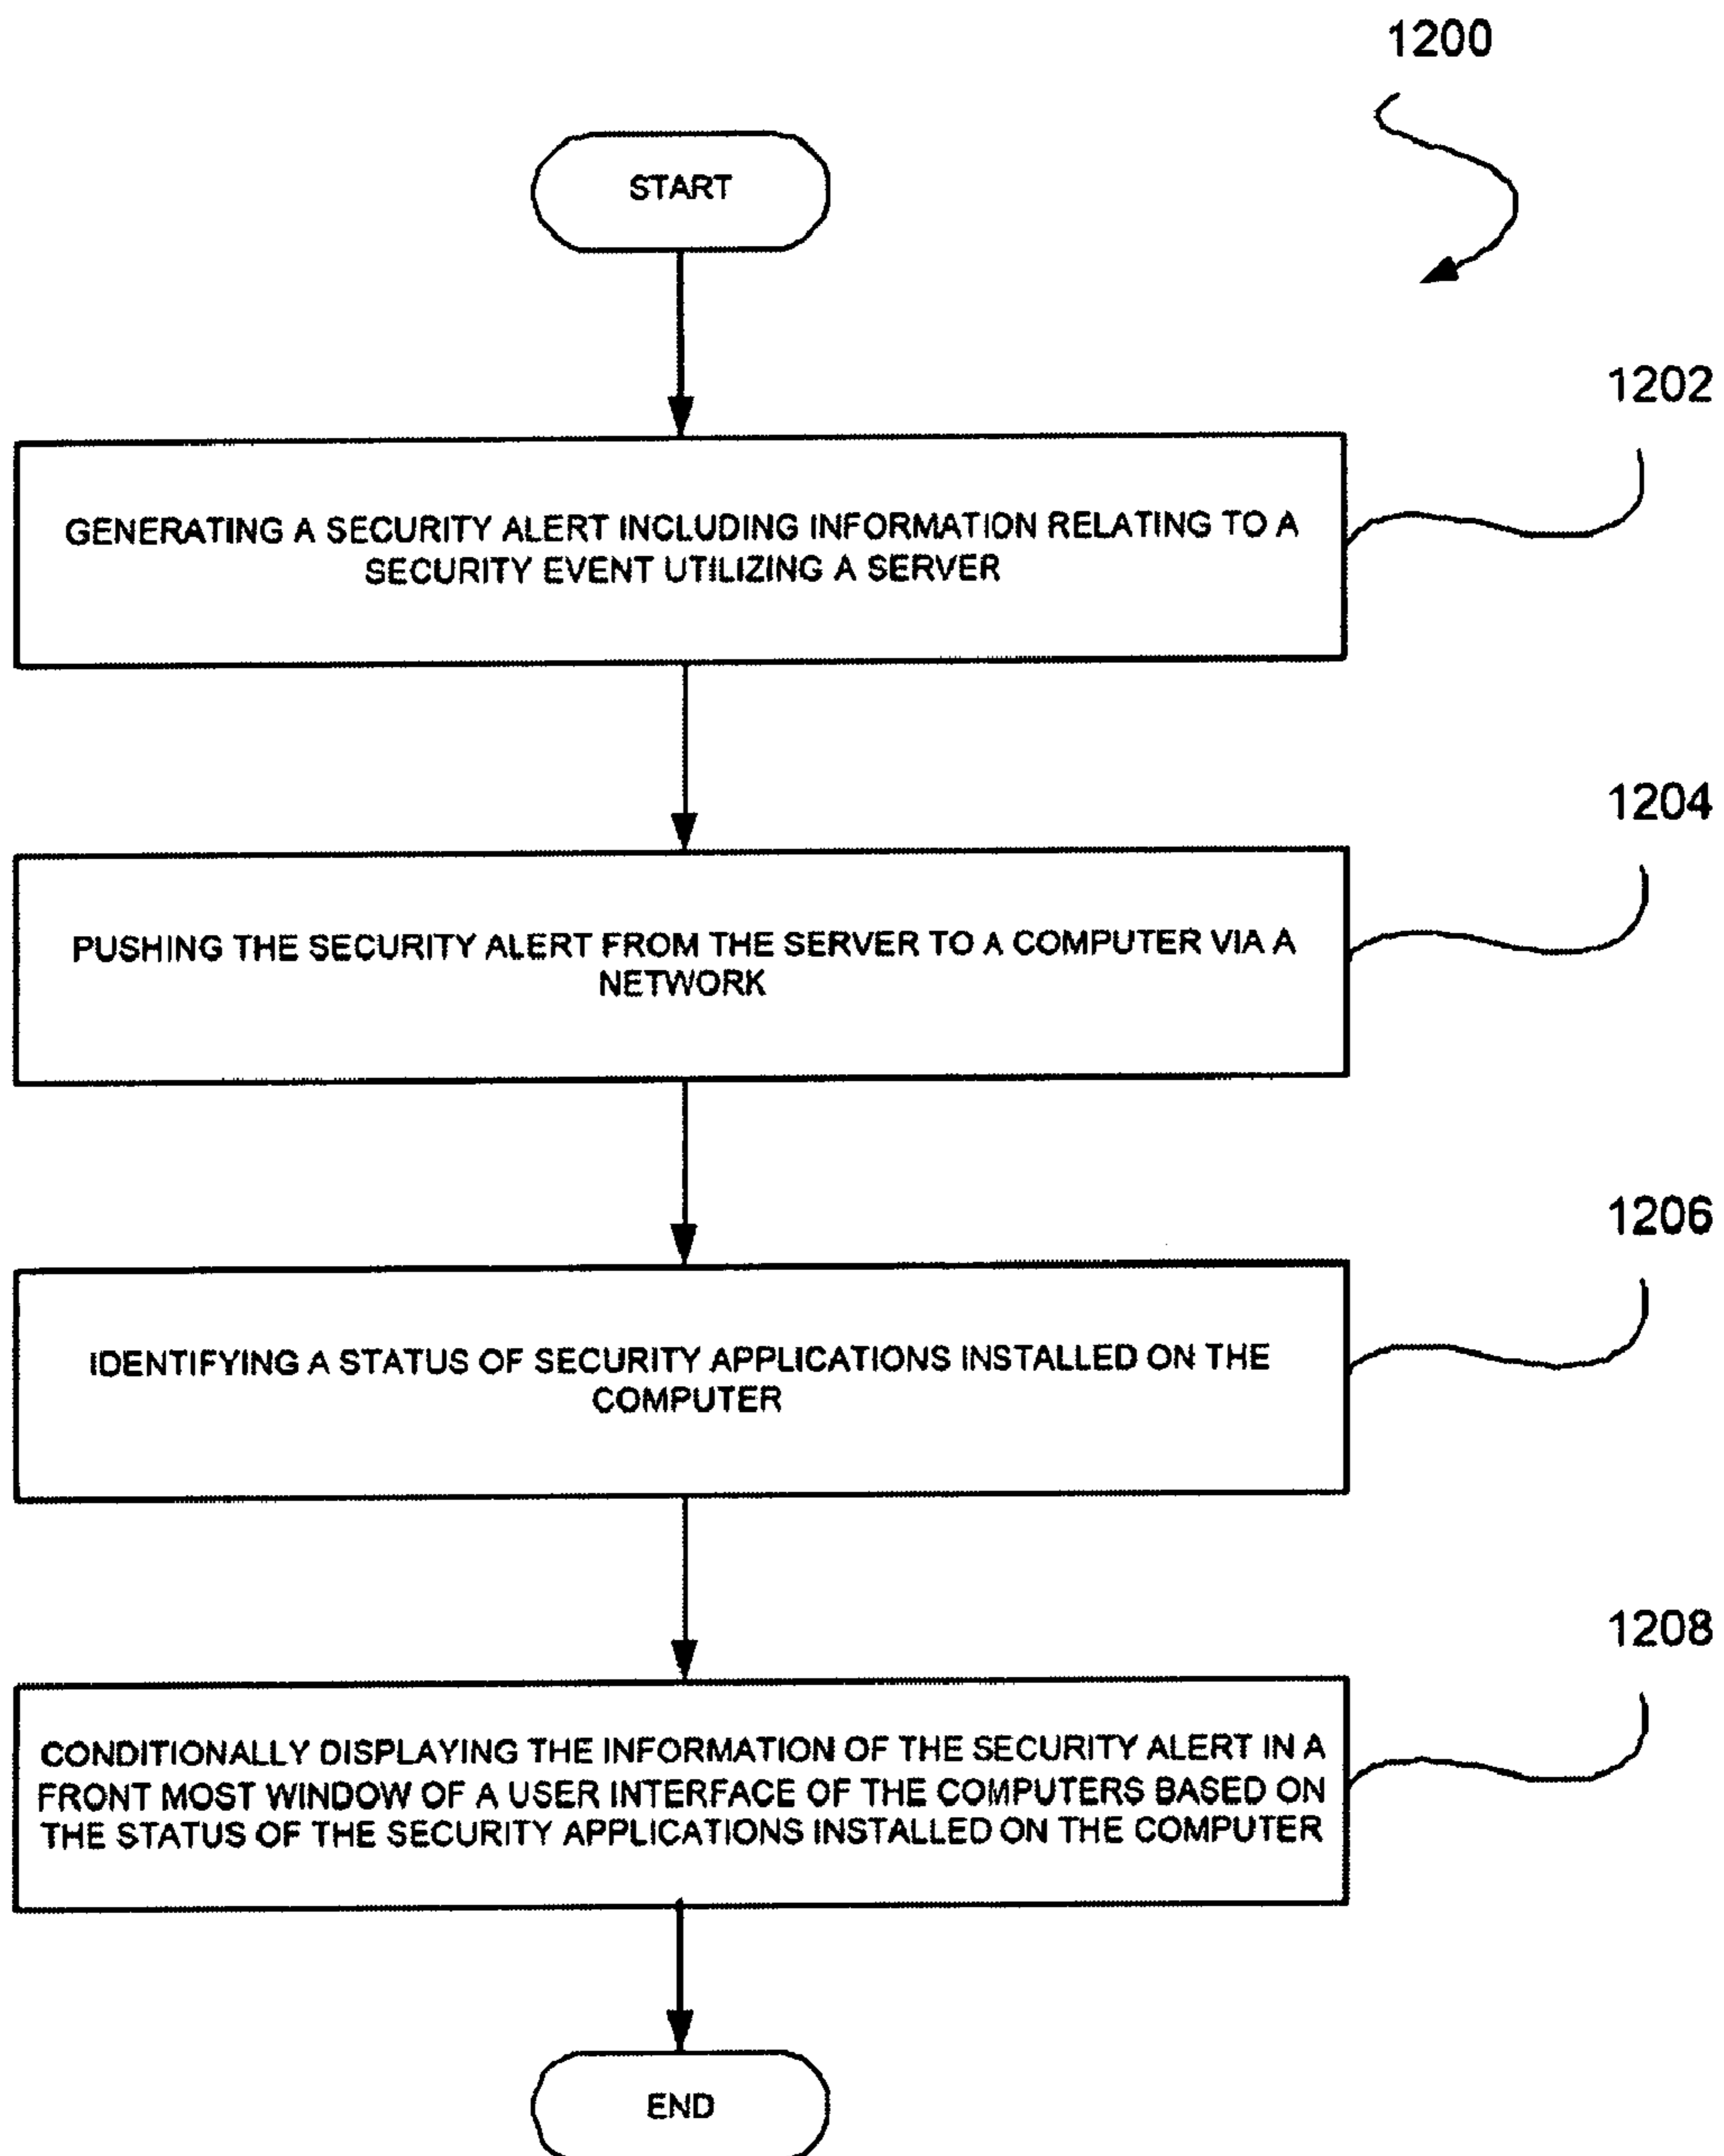 1200
START
1202
GENERATING A SECURITY ALERT INCLUDING INFORMATION RELATING TO A
SECURITY EVENT UTILIZING A SERVER
1204
PUSHING THE SECURITY ALERT FROM THE SERVER TO A COMPUTER VIA A
NETWORK
1206
IDENTIFYING A STATUS OF SECURITY APPLICATIONS INSTALLED ON THE
COMPUTER
1208
CONDITIONALLY DISPLAYING THE INFORMATION OF THE SECURITY ALERT IN A
FRONT MOST WINDOW OF A USER INTERFACE OF THE COMPUTERS BASED ON
THE STATUS OF THE SECURITY APPLICATIONS INSTALLED ON THE COMPUTER
END